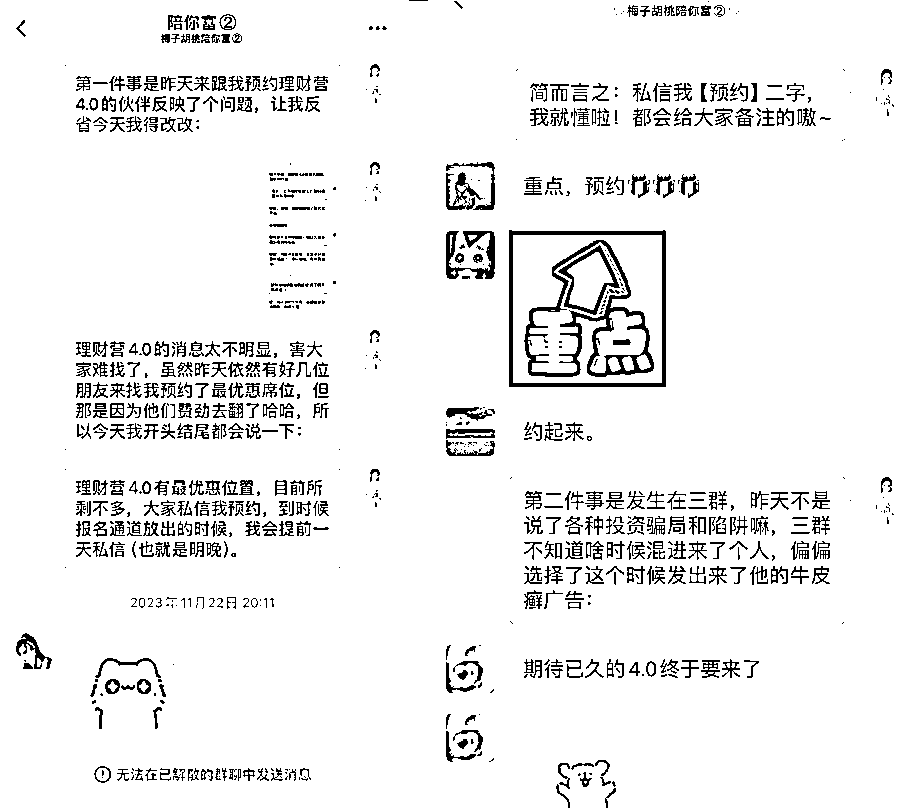 陪你富②
梅子胡桃陪你富②
第一件事是昨天来跟我预约理财营
4.0的伙伴反映了个问题，让我反
省今天我得改改：
理财营4.0的消息太不明显，害大
家难找了，虽然昨天依然有好几位
朋友来找我预约了最优惠席位，但
那是因为他们费劲去翻了哈哈，所
以今天我开头结尾都会说一下：
理财营4.0有最优惠位置，目前所
剩不多，大家私信我预约，到时候
报名通道放出的时候，我会提前一
天私信（也就是明晚）。
2023年11月22日 20:11
无法在已解散的群聊中发送消息
梅子胡桃陪你富②
简而言之：私信我【预约】二字，
我就懂啦！都会给大家备注的嗷~
重点，预约
重点
约起来。
第二件事是发生在三群，昨天不是
说了各种投资骗局和陷阱嘛，三群
不知道啥时候混进来了个人，偏偏
选择了这个时候发出来了他的牛皮
癣广告：
期待已久的4.0终于要来了